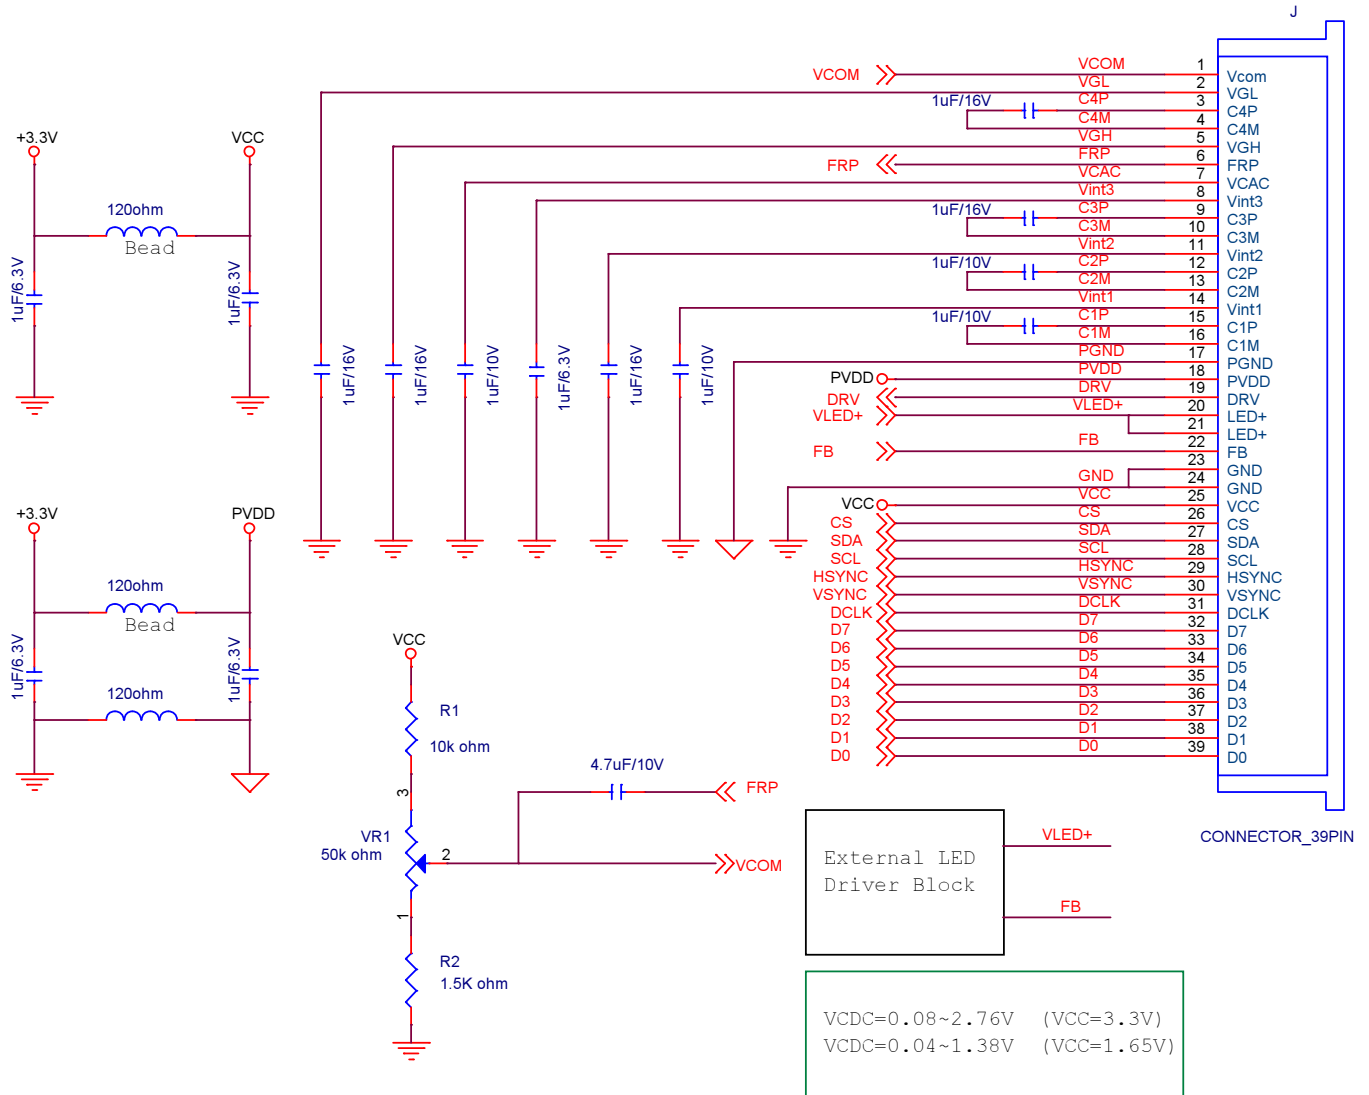 J
VCOM
VCOM
1
Vcom
VGL
2
VGL
1uF/16V
C4P
3
C4P
C4M
4
C4M
VGH
5
VGH
FRP
FRP
6
FRP
VCAC
7
VCAC
Vint3
8
Vint3
1uF/16V
C3P
9
C3P
C3M
10
C3M
Vint2
11
Vint2
1uF/10V
C2P
12
C2P
C2M
13
C2M
Vint1
14
Vint1
1uF/10V
C1P
15
C1P
C1M
16
C1M
PGND
17
PGND
PVDD
PVDD
18
PVDD
DRV
DRV
19
DRV
VLED+
VLED+
20
LED+
21
LED+
FB
FB
22
FB
23
GND
GND
24
GND
VCC
VCC
25
VCC
CS
CS
26
CS
SDA
SDA
27
SDA
SCL
SCL
28
SCL
HSYNC
HSYNC
29
HSYNC
VSYNC
VSYNC
30
VSYNC
DCLK
DCLK
31
DCLK
D7
D7
32
D7
D6
D6
33
D6
D5
D5
34
D5
D4
D4
35
D4
D3
D3
36
D3
D2
D2
37
D2
D1
D1
38
D1
D0
D0
39
D0
CONNECTOR_39PIN
+3.3V
VCC
120ohm
Bead
1uF/6.3V
1uF/6.3V
1uF/16V
1uF/16V
1uF/10V
1uF/6.3V
1uF/16V
1uF/10V
+3.3V
PVDD
120ohm
Bead
1uF/6.3V
1uF/6.3V
120ohm
VCC
R1
10k ohm
3
VR1
50k ohm
2
1
R2
1.5K ohm
4.7uF/10V
FRP
VCOM
External LED
Driver Block
VLED+
FB
VCDC=0.08~2.76V (VCC=3.3V)
VCDC=0.04~1.38V (VCC=1.65V)